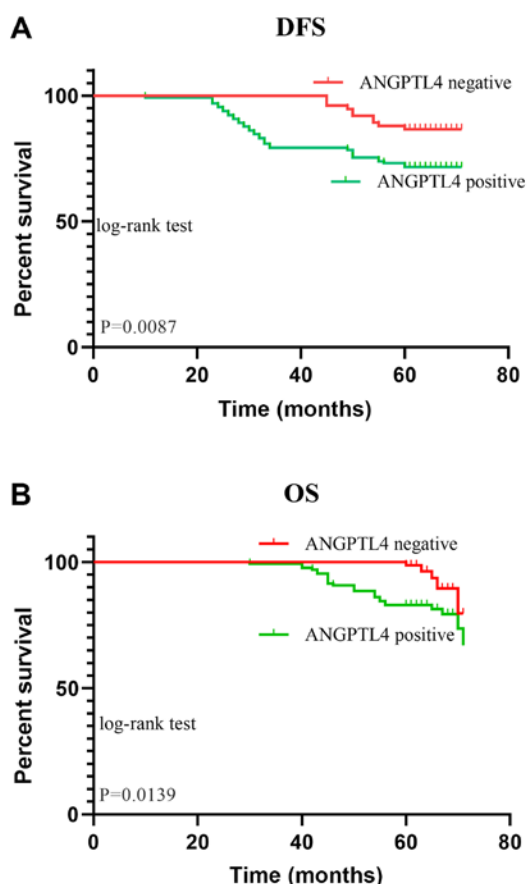 A
DFS
ANGPTL4 negative
ANGPTL4 positive
log-rank test
P=0.0087
Percent survival
100
50
0
0 20 40 60 80
Time (months)
B
OS
ANGPTL4 negative
ANGPTL4 positive
log-rank test
P=0.0139
Percent survival
100
50
0
0 20 40 60 80
Time (months)